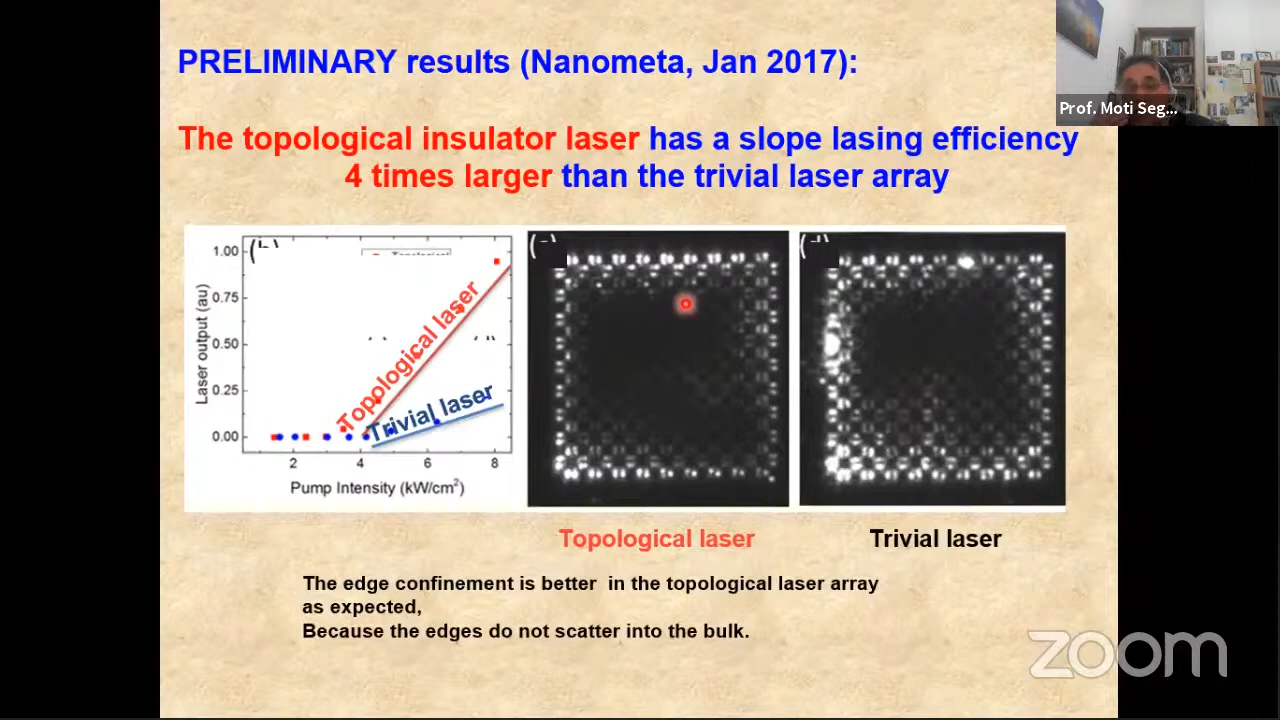 PRELIMINARY results (Nanometa, Jan 2017):
Prof. Moti Seg...
The topological insulator laser has a slope lasing efficiency
4 times larger than the trivial laser array
1.00
0.75
0.50
0.25
0.00
Laser output (au)
Topological laser
Trivial laser
2 4 6 8
Pump Intensity (kW/cm²)
Topological laser
Trivial laser
The edge confinement is better in the topological laser array
as expected,
Because the edges do not scatter into the bulk.
zoom